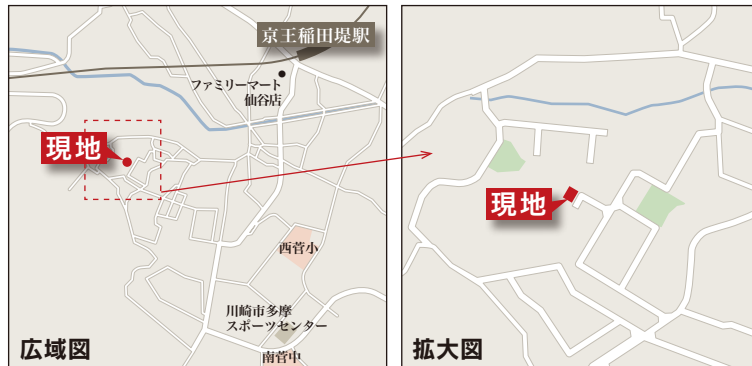 京王稲田堤駅
ファミリーマート
仙谷店
現地
西菅小
川崎市多摩
スポーツセンター
南菅中
広域図
現地
拡大図